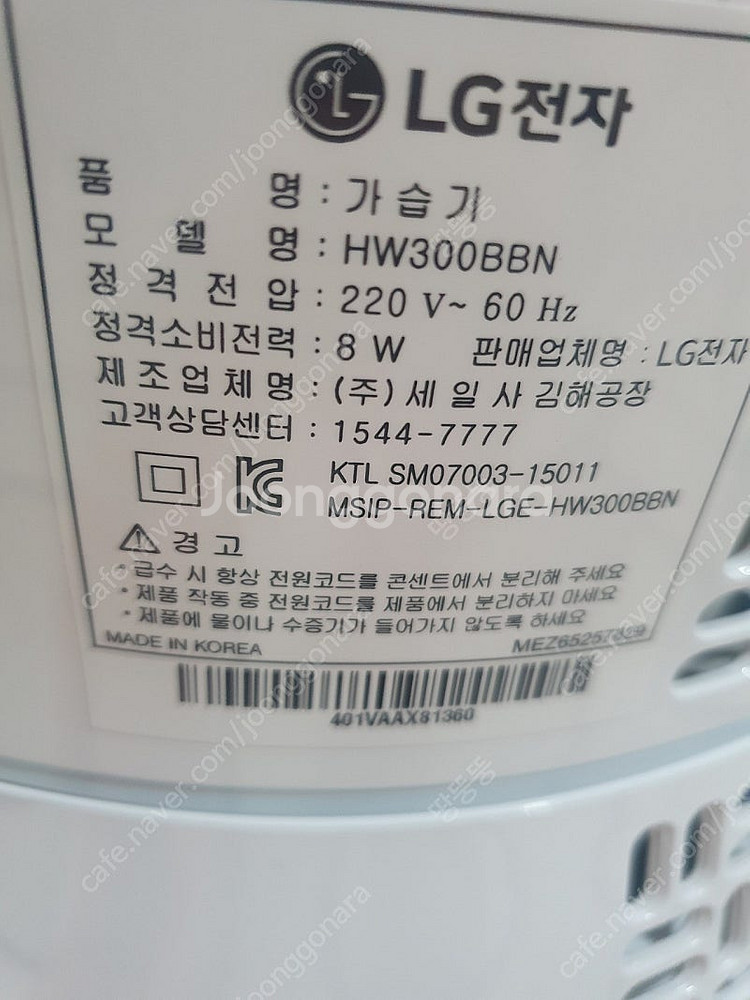 LG전자
품 명 : 가습기
모 델 명 : HW300BBN
정 격 전 압 : 220 V~ 60 Hz
정격소비전력 : 8 W 판매업체명 : LG전자
제 조 업 체 명 : (주) 세 일 사 김해공장
고객상담센터 : 1544-7777
KTL SM07003-15011
MSIP-REM-LGE-HW300BBN
Joonggonara
⚠ 경 고
· 급수 시 항상 전원코드를 콘센트에서 분리해 주세요
· 제품 작동 중 전원코드를 제품에서 분리하지 마세요
· 제품에 물이나 수증기가 들어가지 않도록 하세요
MADE IN KOREA MEZ65257829
401VAAX81360
cafe.naver.com/joonggonara